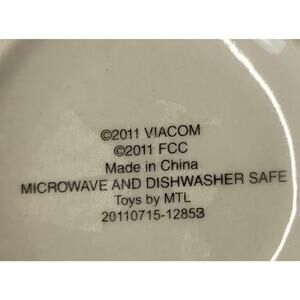 ©2011 VIACOM
©2011 FCC
Made in China
MICROWAVE AND DISHWASHER SAFE
Toys by MTL
20110715-12853